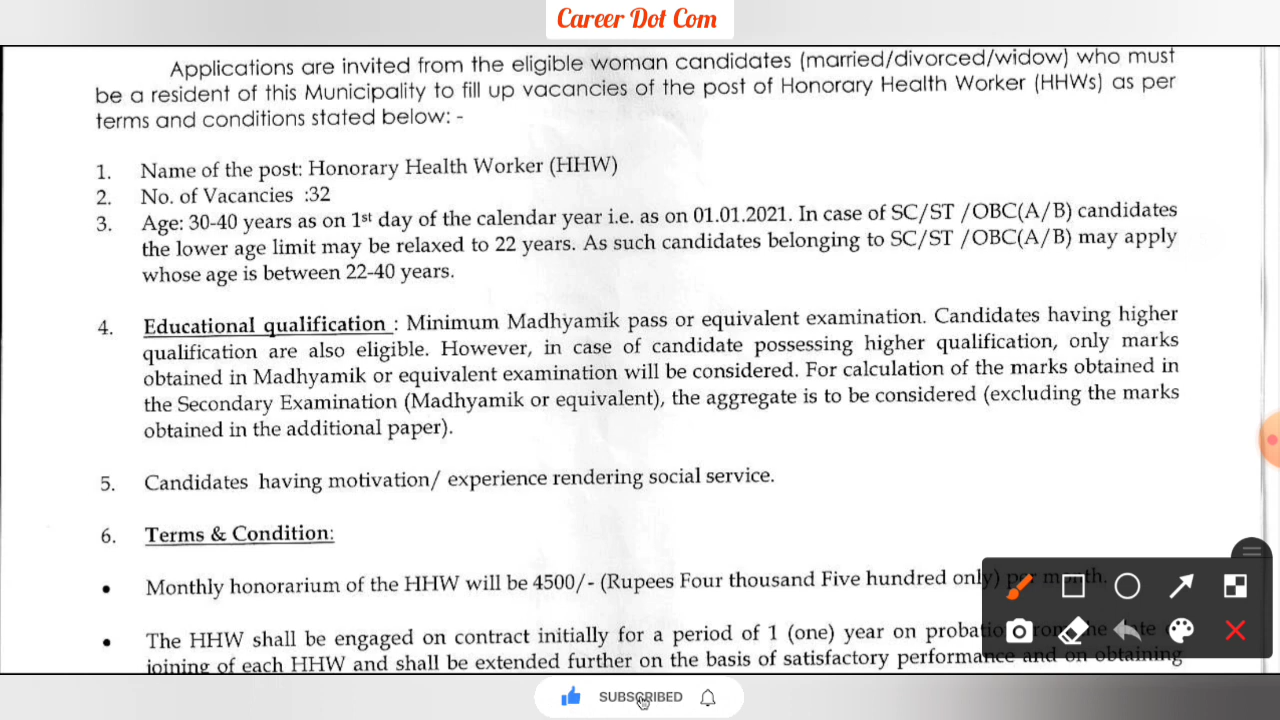 Career Dot Com
Applications are invited from the eligible woman candidates (married/divorced/widow) who must
be a resident of this Municipality to fill up vacancies of the post of Honorary Health Worker (HHWs) as per
terms and conditions stated below: -
1. Name of the post: Honorary Health Worker (HHW)
2. No. of Vacancies :32
3. Age: 30-40 years as on 1st day of the calendar year i.e. as on 01.01.2021. In case of SC/ST /OBC(A/B) candidates
the lower age limit may be relaxed to 22 years. As such candidates belonging to SC/ST /OBC(A/B) may apply
whose age is between 22-40 years.
4. Educational qualification : Minimum Madhyamik pass or equivalent examination. Candidates having higher
qualification are also eligible. However, in case of candidate possessing higher qualification, only marks
obtained in Madhyamik or equivalent examination will be considered. For calculation of the marks obtained in
the Secondary Examination (Madhyamik or equivalent), the aggregate is to be considered (excluding the marks
obtained in the additional paper).
5. Candidates having motivation/ experience rendering social service.
6. Terms & Condition:
• Monthly honorarium of the HHW will be 4500/- (Rupees Four thousand Five hundred only) per month.
• The HHW shall be engaged on contract initially for a period of 1 (one) year on probation from the date
joining of each HHW and shall be extended further on the basis of satisfactory performance and on obtaining
SUBSCRIBED